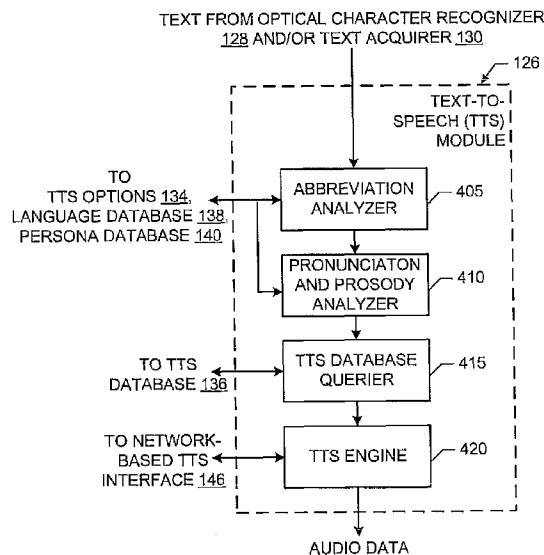 TEXT FROM OPTICAL CHARACTER RECOGNIZER
128 AND/OR TEXT ACQUIRER 130
126
TEXT-TO-
SPEECH (TTS)
MODULE
TO
TTS OPTIONS 134,
LANGUAGE DATABASE 138,
PERSONA DATABASE 140
ABBREVIATION
ANALYZER
405
PRONUNCIATON
AND PROSODY
ANALYZER
410
TO TTS
DATABASE 136
TTS DATABASE
QUERIER
415
TO NETWORK-
BASED TTS
INTERFACE 146
TTS ENGINE
420
AUDIO DATA